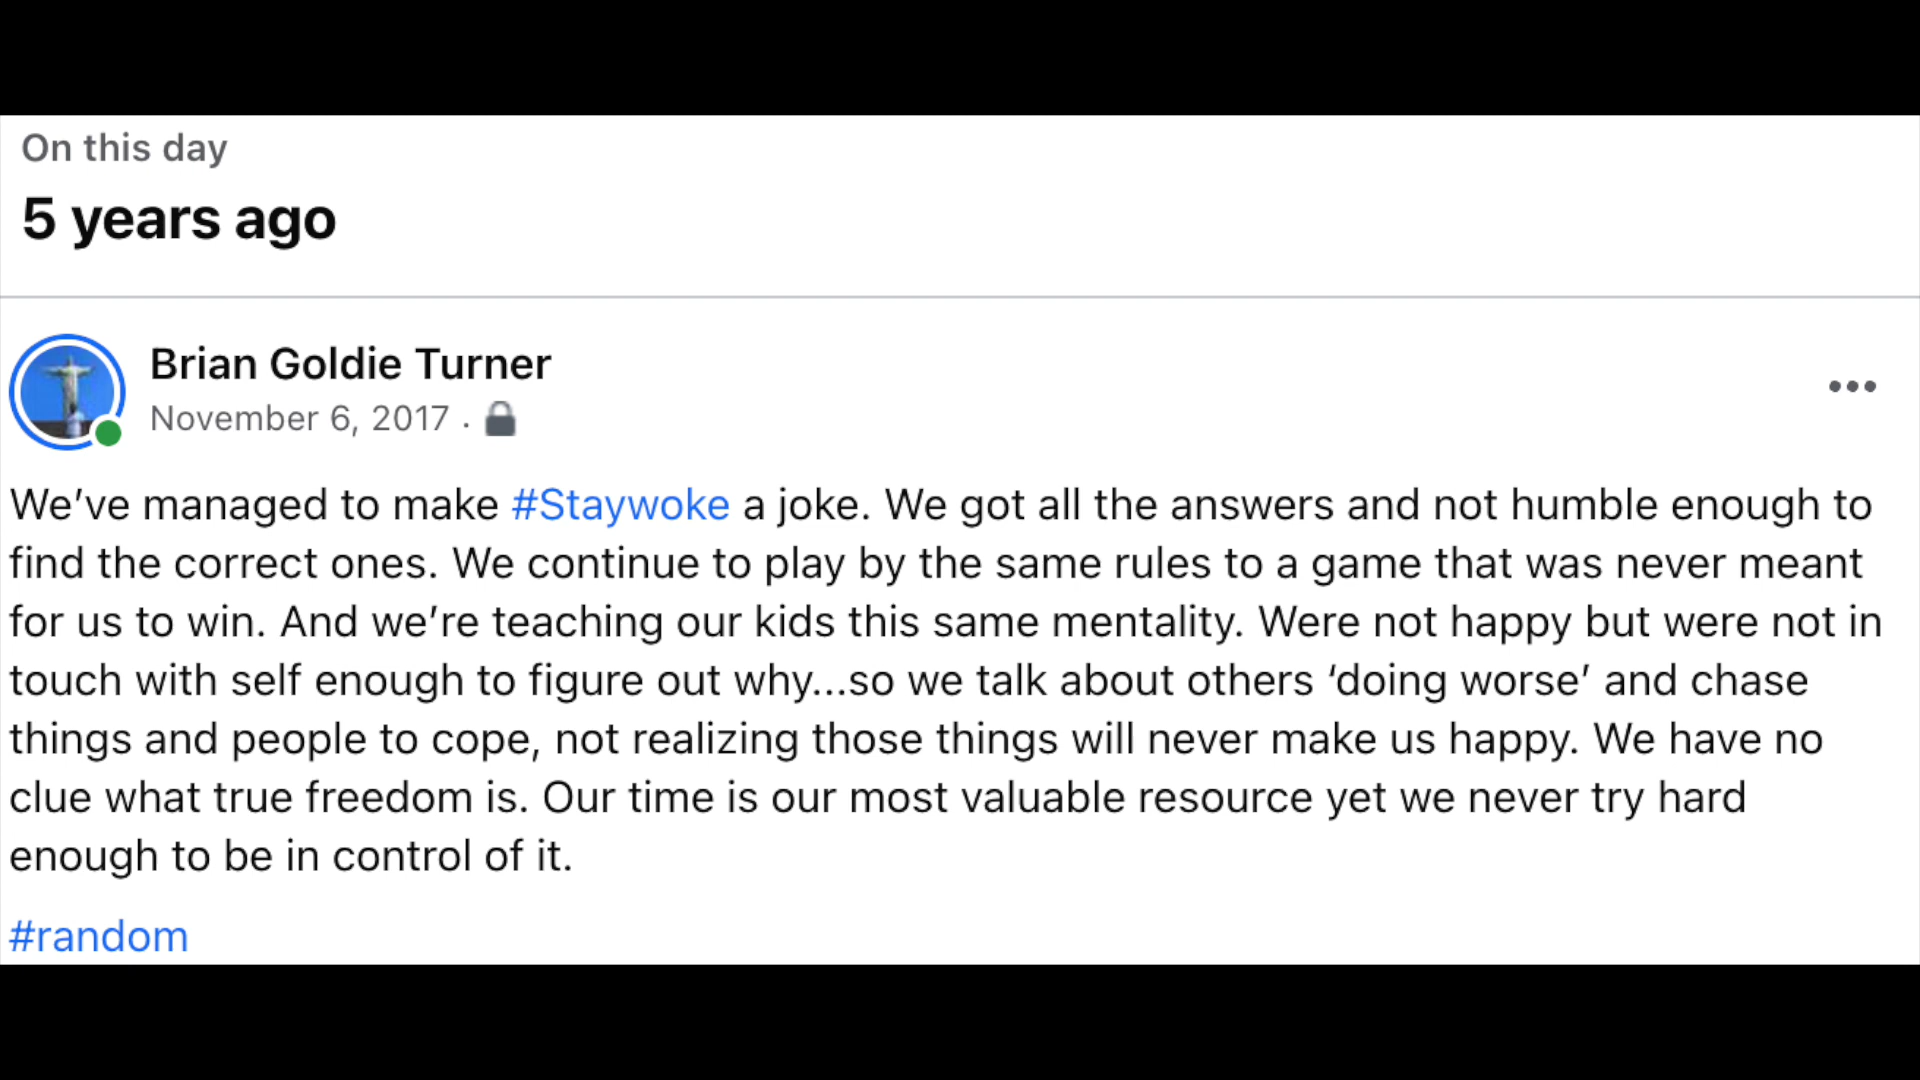 On this day
5 years ago
Brian Goldie Turner
November 6, 2017 ·
We’ve managed to make #Staywoke a joke. We got all the answers and not humble enough to
find the correct ones. We continue to play by the same rules to a game that was never meant
for us to win. And we’re teaching our kids this same mentality. Were not happy but were not in
touch with self enough to figure out why...so we talk about others ‘doing worse’ and chase
things and people to cope, not realizing those things will never make us happy. We have no
clue what true freedom is. Our time is our most valuable resource yet we never try hard
enough to be in control of it.
#random